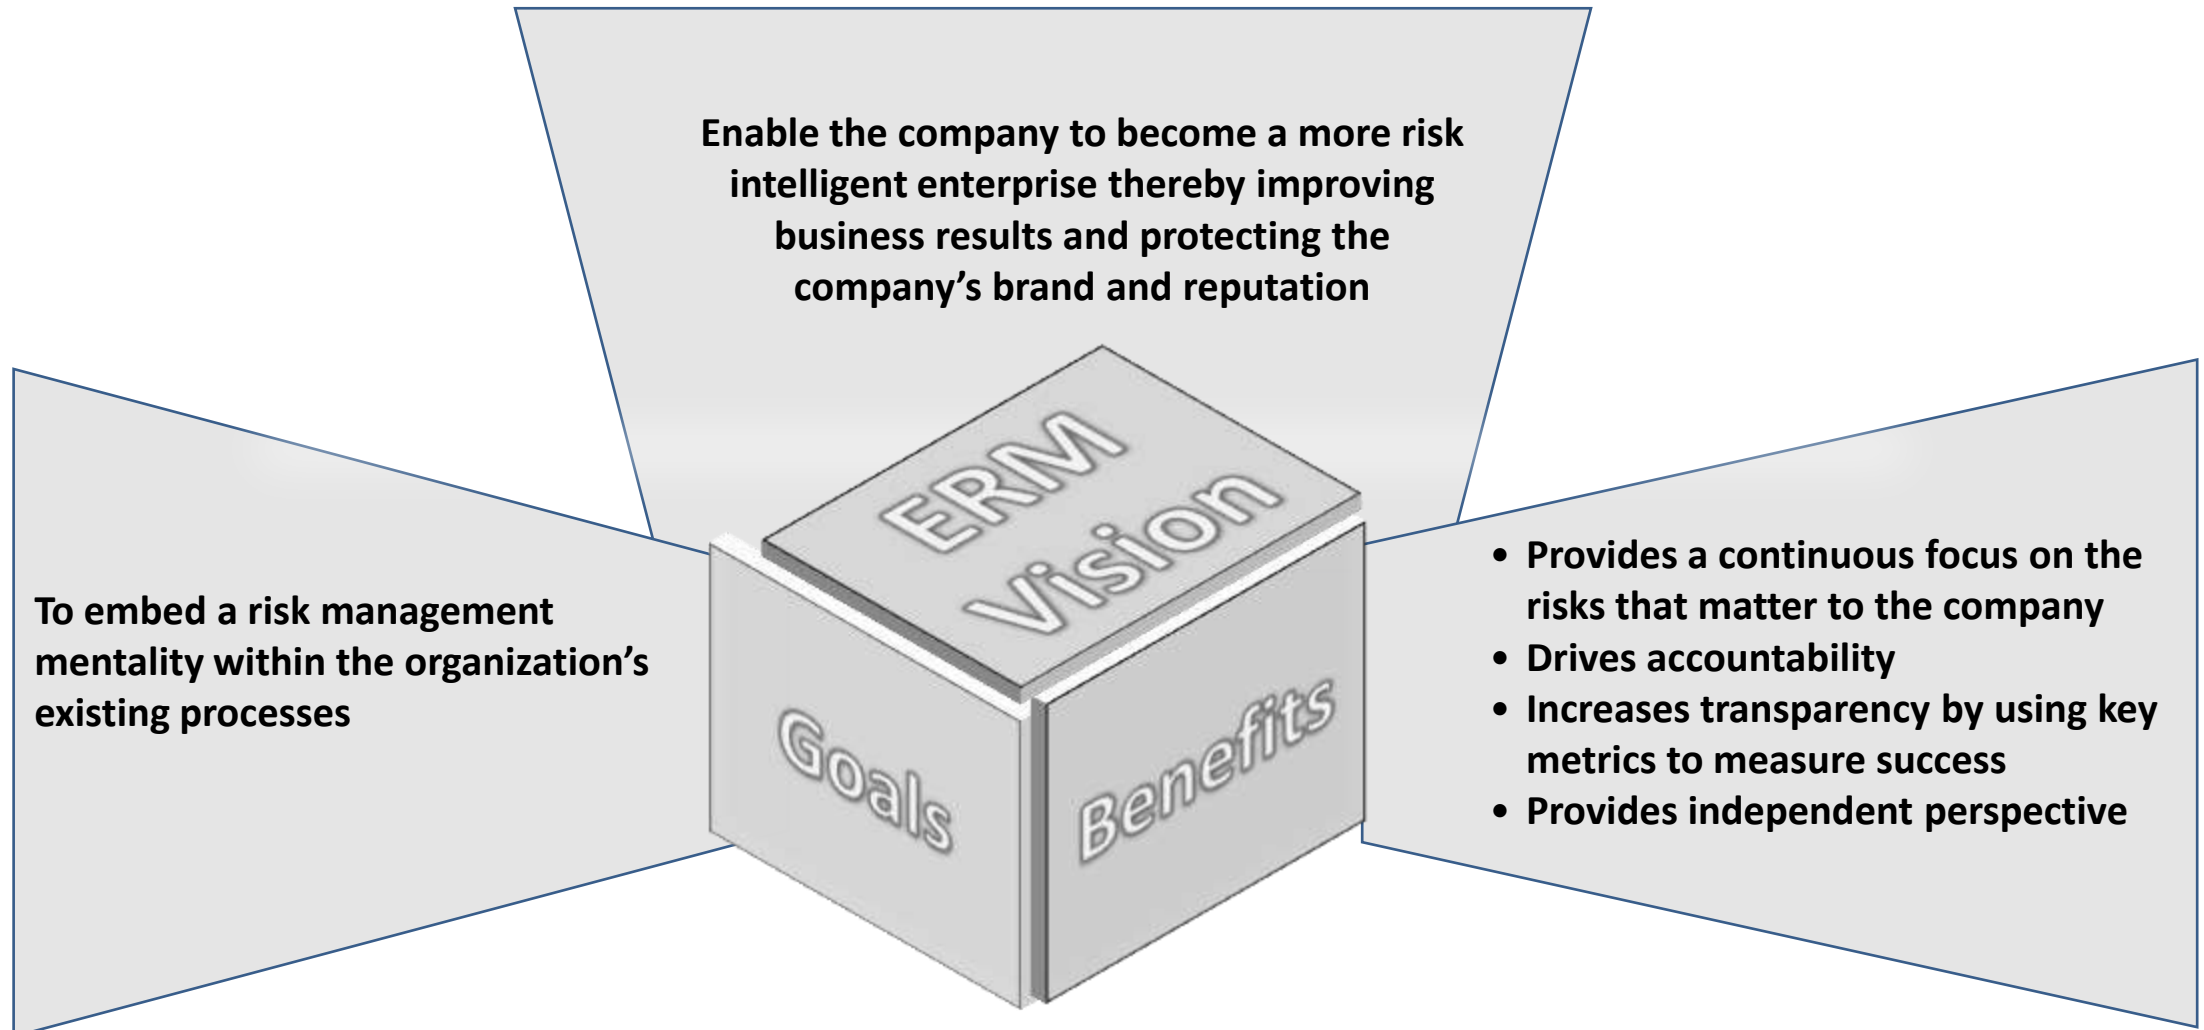 Enable the company to become a more risk
intelligent enterprise thereby improving
business results and protecting the
company’s brand and reputation
ERM
Vision
To embed a risk management
mentality within the organization’s
existing processes
Goals
Benefits
• Provides a continuous focus on the
risks that matter to the company
• Drives accountability
• Increases transparency by using key
metrics to measure success
• Provides independent perspective